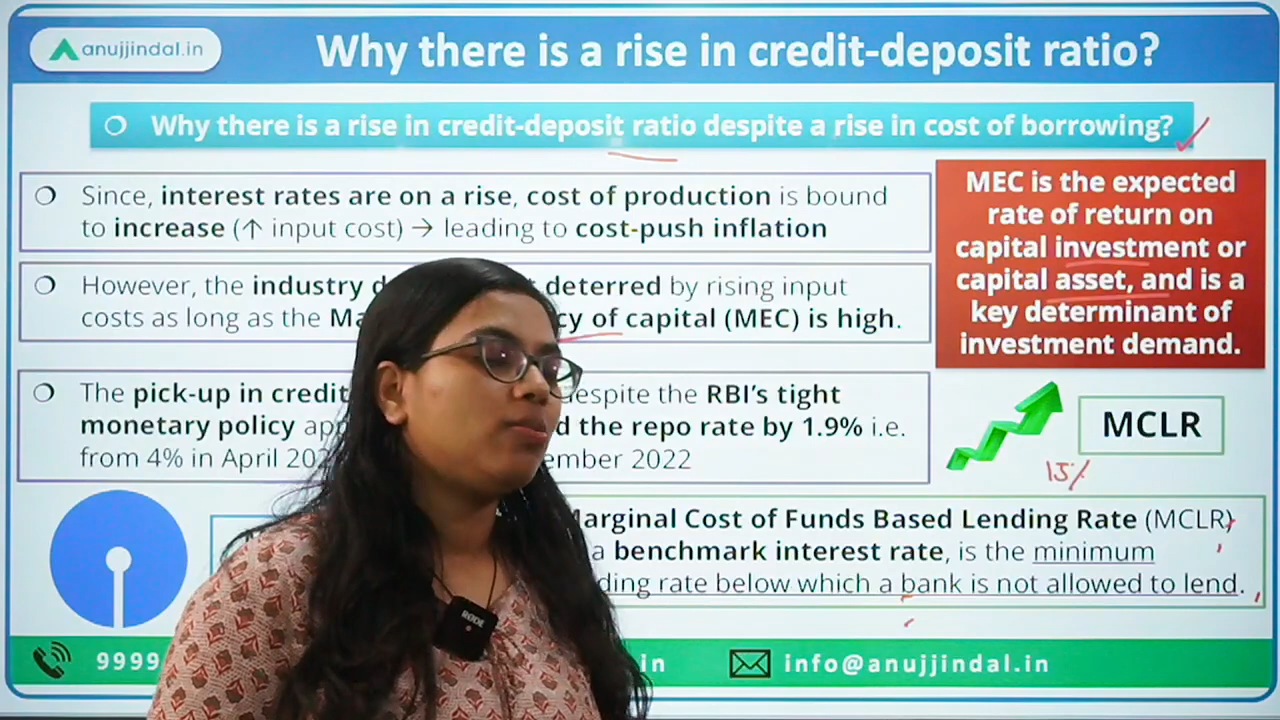 anujjindal.in
Why there is a rise in credit-deposit ratio?
Why there is a rise in credit-deposit ratio despite a rise in cost of borrowing?
Since, interest rates are on a rise, cost of production is bound
to increase (↑ input cost) → leading to cost-push inflation
However, the industry deterred by rising input
costs as long as the of capital (MEC) is high.
The pick-up in credit despite the RBI's tight
monetary policy the repo rate by 1.9% i.e.
from 4% in April 2022
MEC is the expected
rate of return on
capital investment or
capital asset, and is a
key determinant of
investment demand.
MCLR
15%
Marginal Cost of Funds Based Lending Rate (MCLR)
a benchmark interest rate, is the minimum
rate below which a bank is not allowed to lend.
9999
in
info@anujjindal.in
RODE